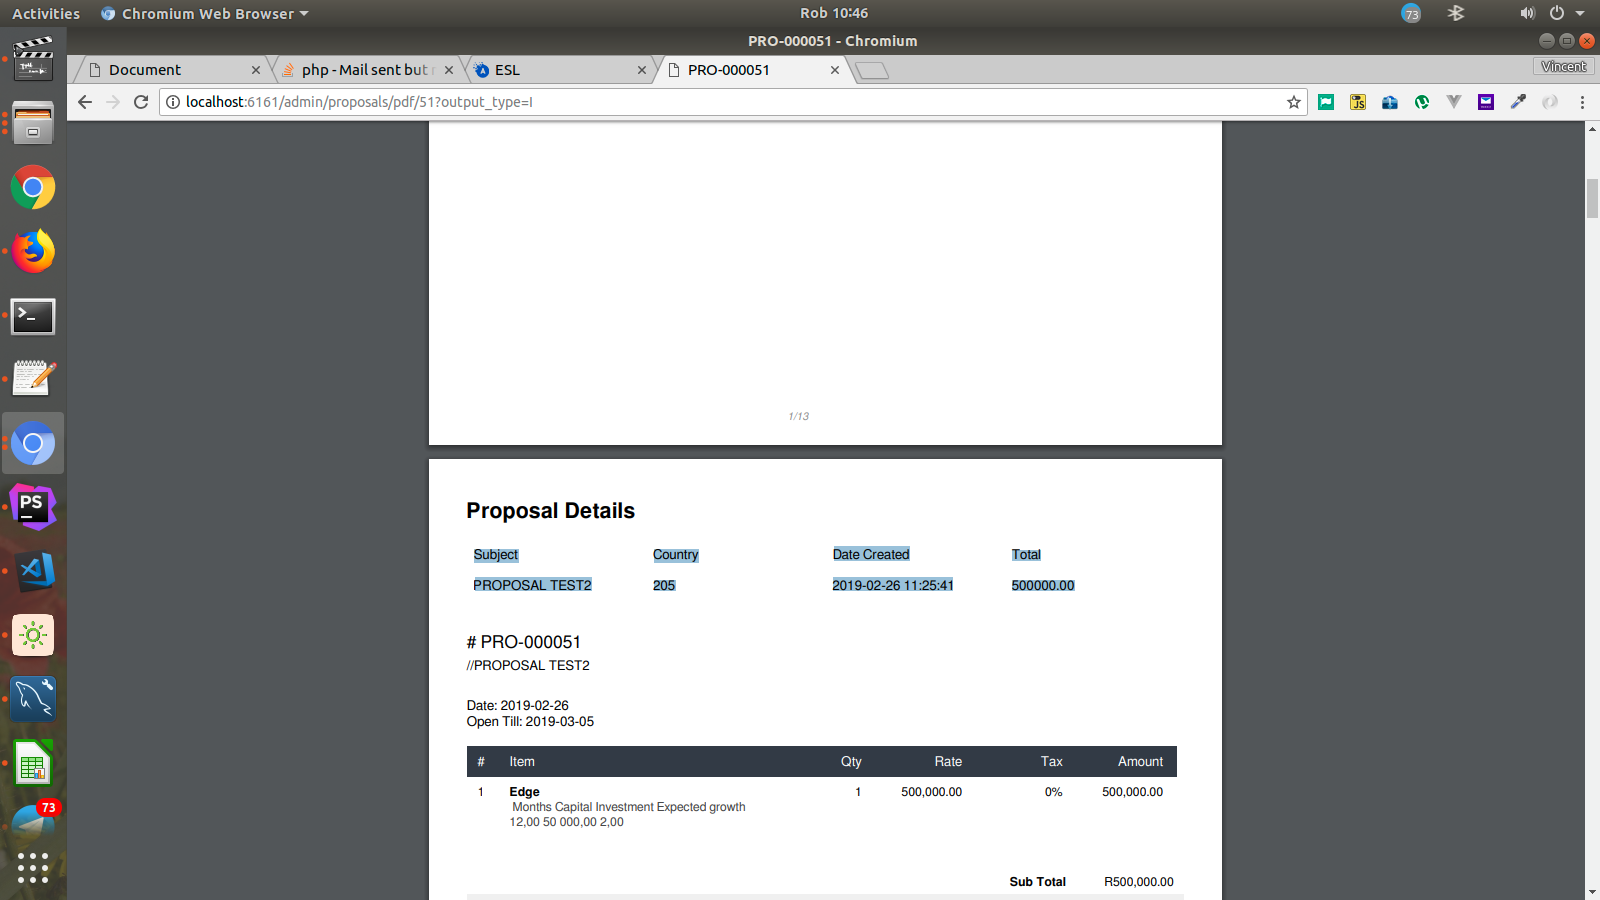 Activities Chromium Web Browser Rob 10:46 73
PRO-000051 - Chromium
Document php - Mail sent but ESL PRO-000051 Vincent
localhost:6161/admin/proposals/pdf/51?output_type=I
JS
1/13
Proposal Details
Subject Country Date Created Total
PROPOSAL TEST2 205 2019-02-26 11:25:41 500000.00
# PRO-000051
//PROPOSAL TEST2
Date: 2019-02-26
Open Till: 2019-03-05
# Item Qty Rate Tax Amount
1 Edge 1 500,000.00 0% 500,000.00
Months Capital Investment Expected growth
12,00 50 000,00 2,00
Sub Total R500,000.00
PS
73